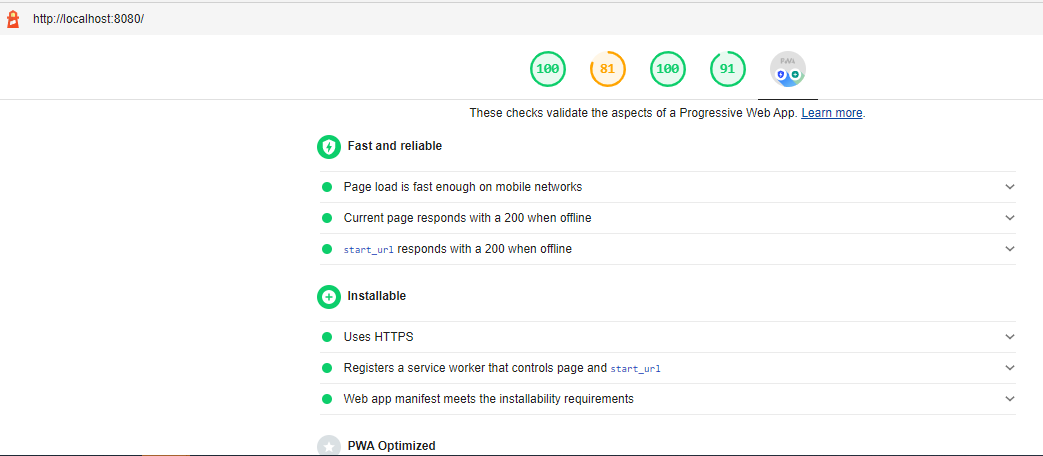 http://localhost:8080/
100 81 100 91 PWA
These checks validate the aspects of a Progressive Web App. Learn more.
Fast and reliable
Page load is fast enough on mobile networks
Current page responds with a 200 when offline
start_url responds with a 200 when offline
Installable
Uses HTTPS
Registers a service worker that controls page and start_url
Web app manifest meets the installability requirements
PWA Optimized